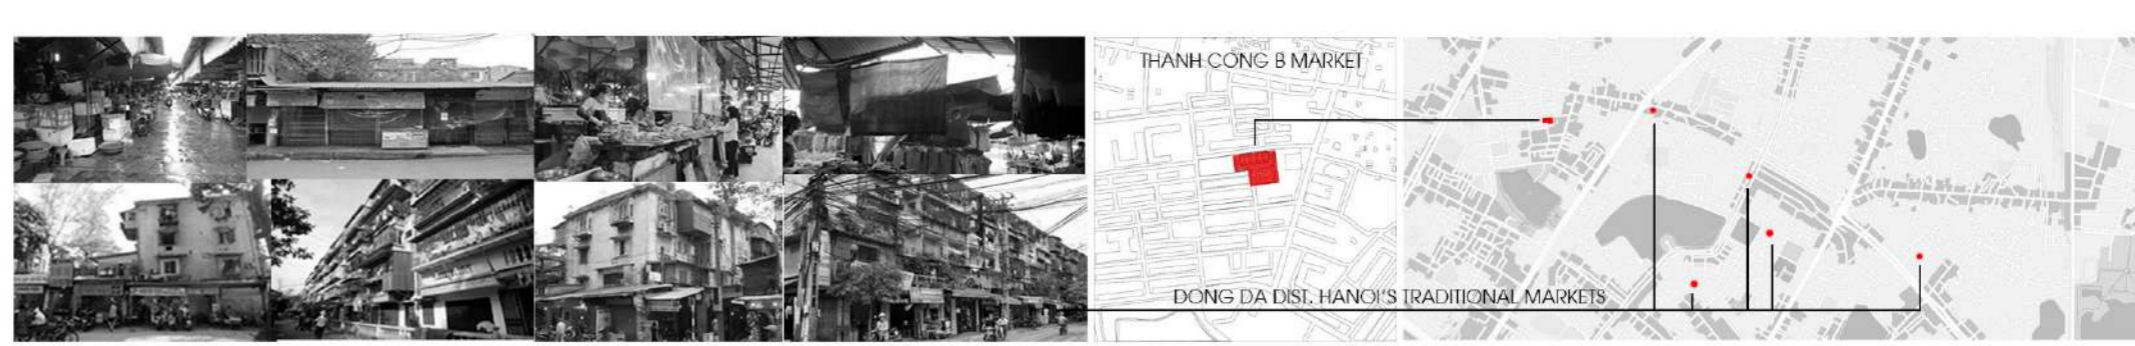 THANH CONG B MARKET
DONG DA DIST. HANOI'S TRADITIONAL MARKETS